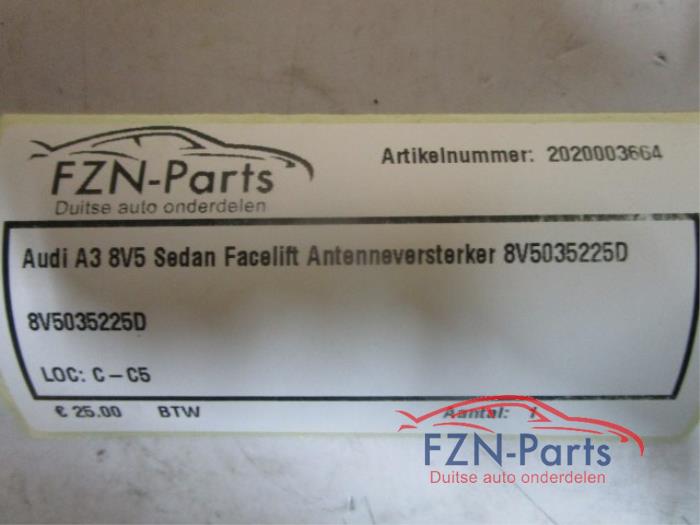 FZN-Parts
Duitse auto onderdelen
Artikelnummer: 2020003664
Audi A3 8V5 Sedan Facelift Antenneversterker 8V5035225D
8V5035225D
LOC: C-C5
€ 25.00 BTW Aantal: 1
FZN-Parts
Duitse auto onderdelen